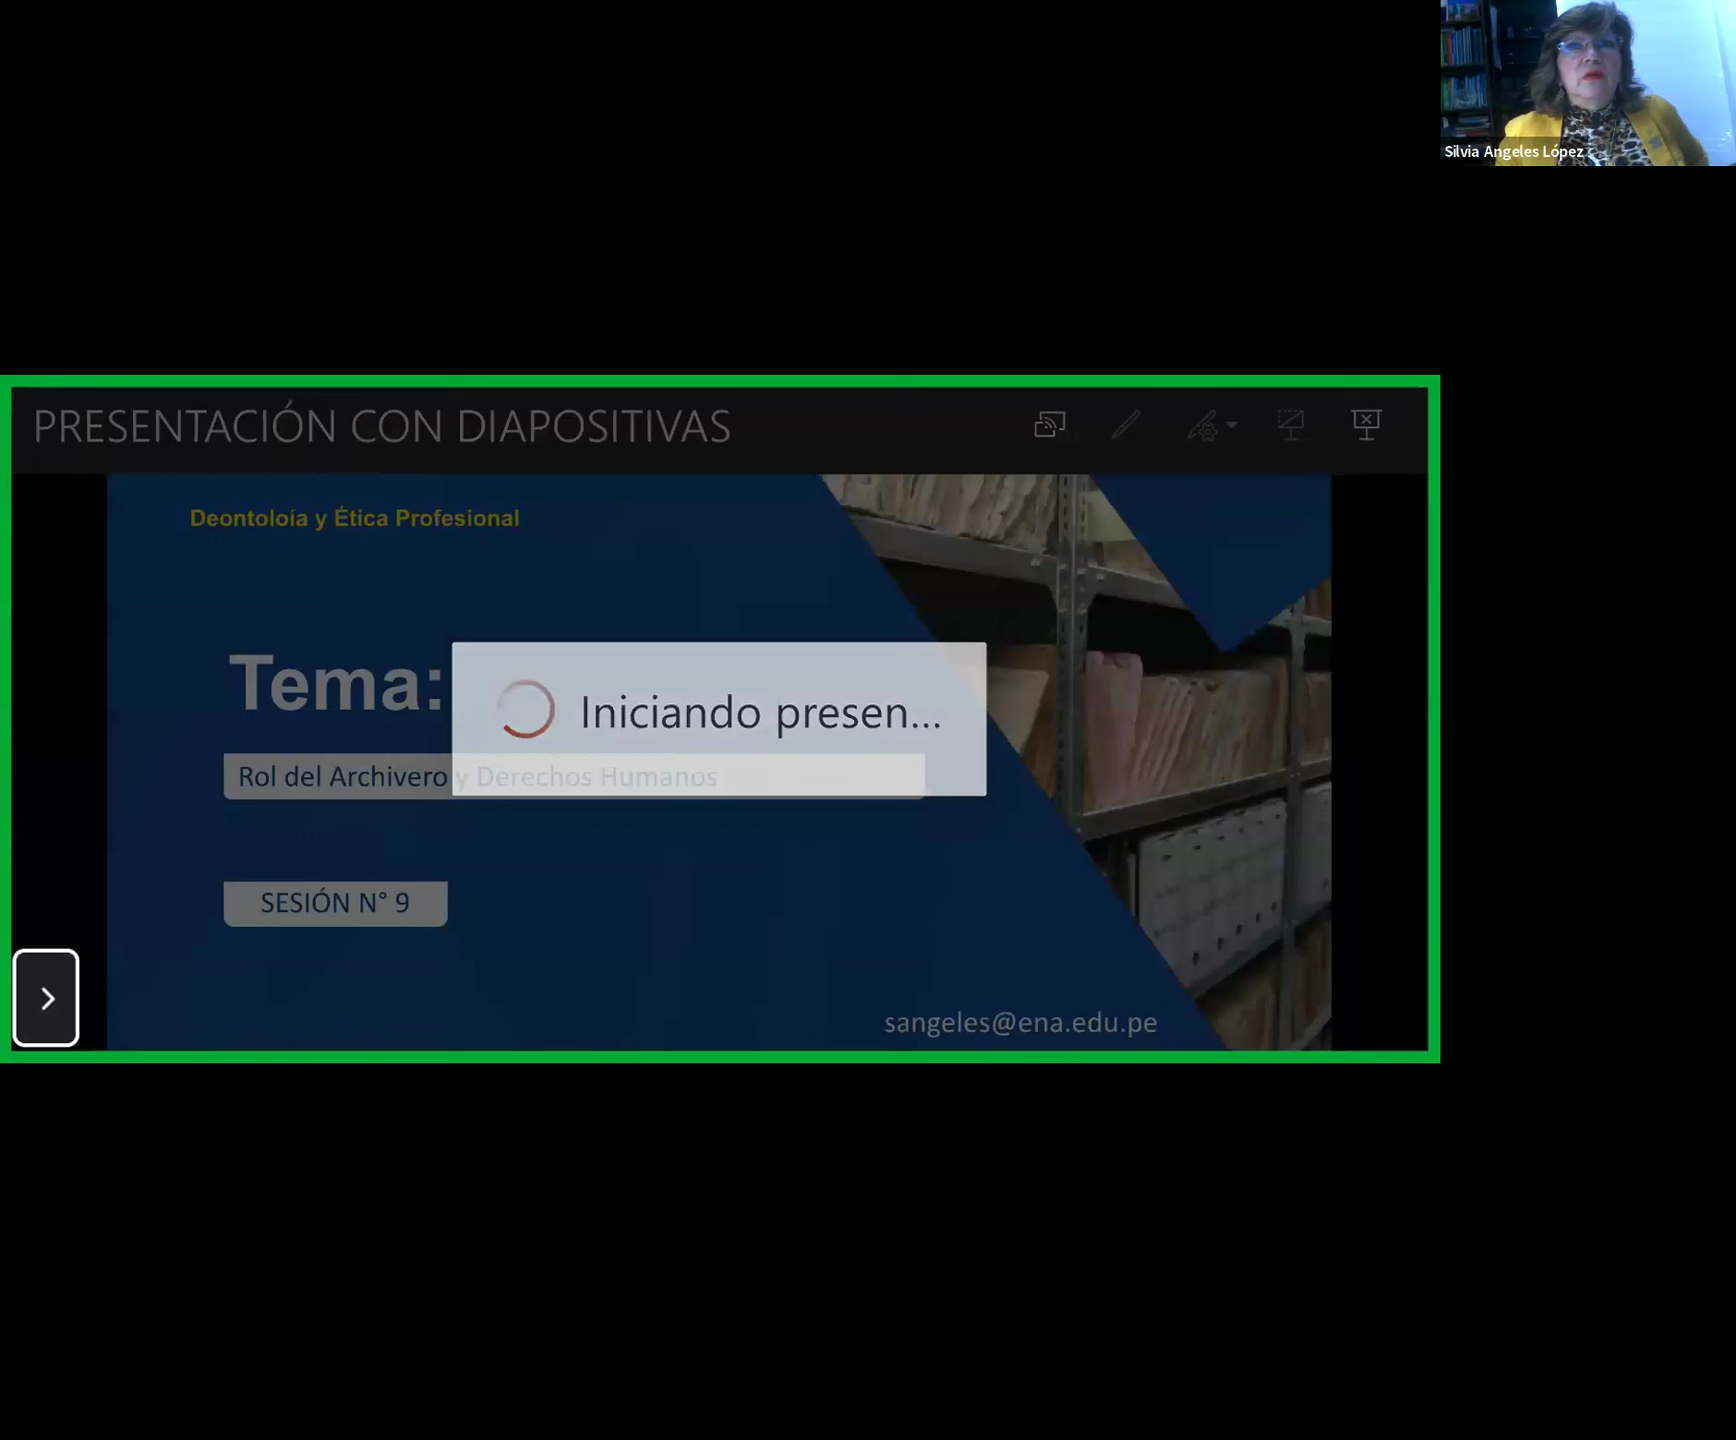 Silvia Angeles López
PRESENTACIÓN CON DIAPOSITIVAS
Deontoloía y Ética Profesional
Tema:
Iniciando presen...
Rol del Archivero y Derechos Humanos
SESIÓN N° 9
sangeles@ena.edu.pe